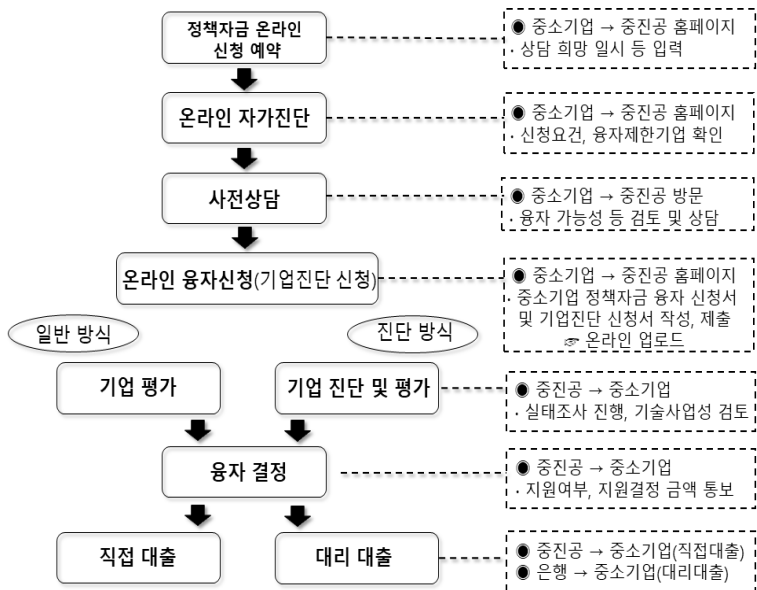 정책자금 온라인
신청 예약
◉ 중소기업 → 중진공 홈페이지
· 상담 희망 일시 등 입력
온라인 자가진단
◉ 중소기업 → 중진공 홈페이지
· 신청요건, 융자제한기업 확인
사전상담
◉ 중소기업 → 중진공 방문
· 융자 가능성 등 검토 및 상담
온라인 융자신청(기업진단 신청)
◉ 중소기업 → 중진공 홈페이지
· 중소기업 정책자금 융자 신청서
및 기업진단 신청서 작성, 제출
☞ 온라인 업로드
일반 방식
진단 방식
기업 평가
기업 진단 및 평가
◉ 중진공 → 중소기업
· 실태조사 진행, 기술사업성 검토
융자 결정
◉ 중진공 → 중소기업
· 지원여부, 지원결정 금액 통보
직접 대출
대리 대출
◉ 중진공 → 중소기업(직접대출)
◉ 은행 → 중소기업(대리대출)